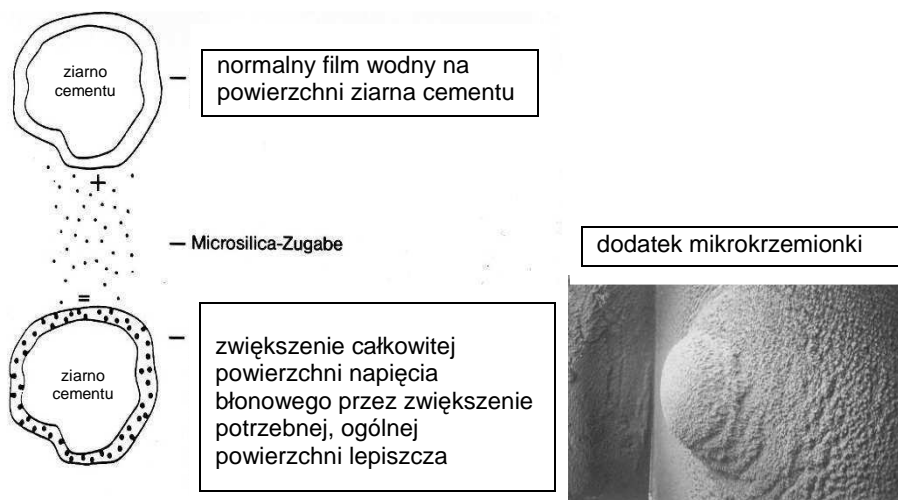 ziarno
cementu
normalny film wodny na
powierzchni ziarna cementu
+
Microsilica-Zugabe
dodatek mikrokrzemionki
=
ziarno
cementu
zwiększenie całkowitej
powierzchni napięcia
błonowego przez zwiększenie
potrzebnej, ogólnej
powierzchni lepiszcza